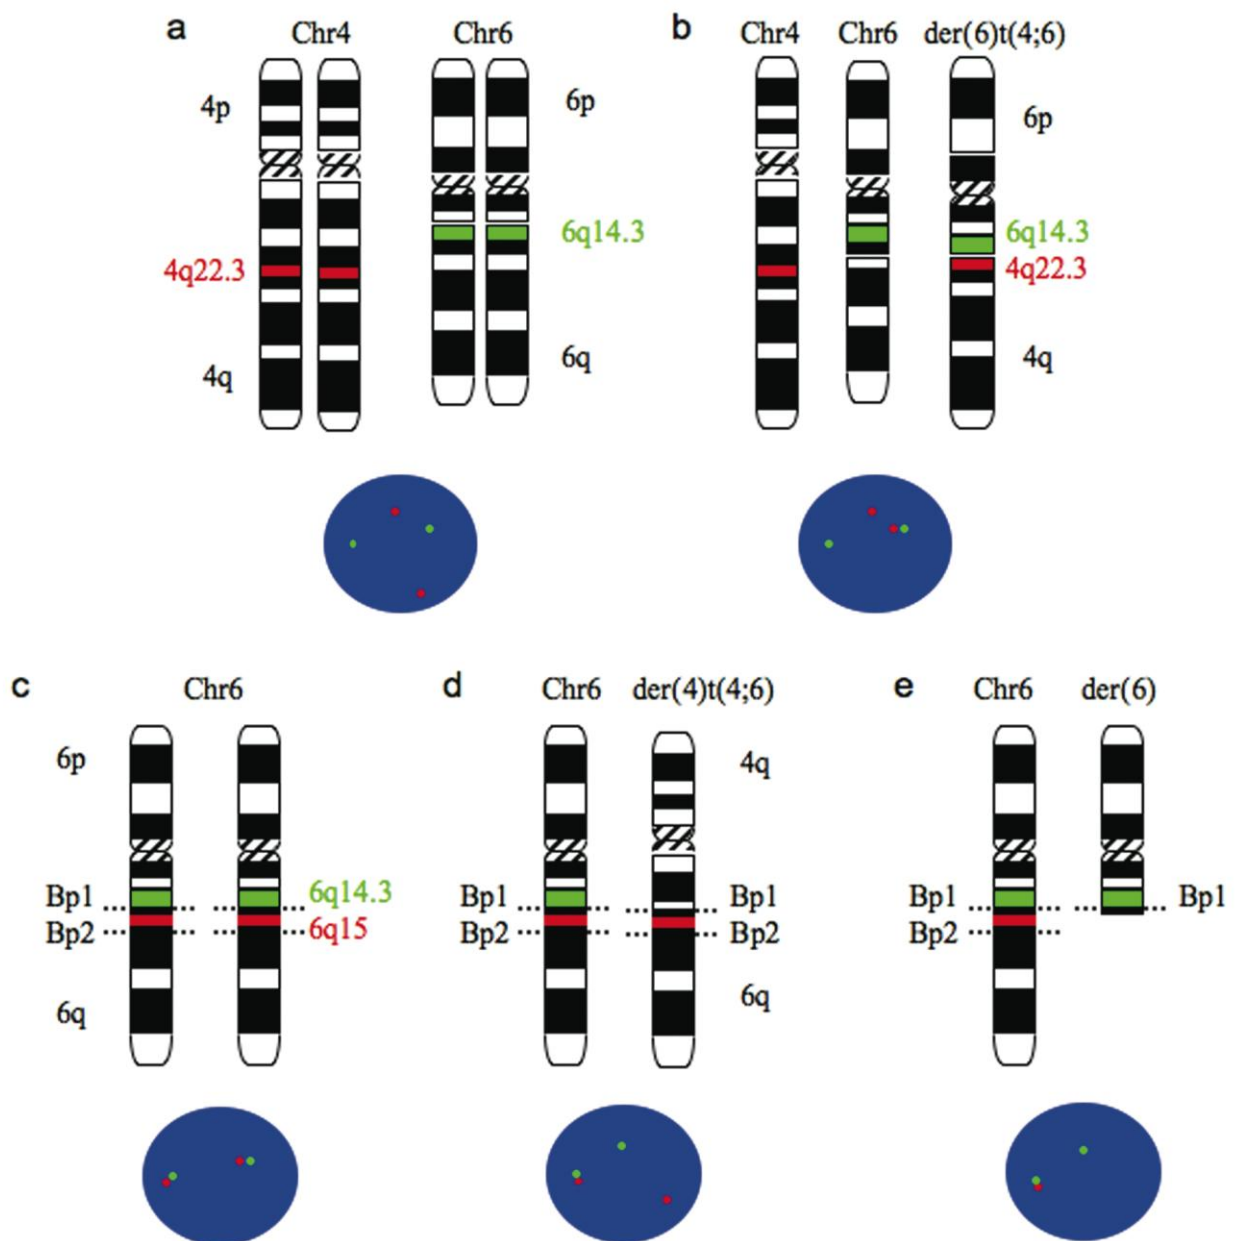 a Chr4 Chr6
4p 6p
6q14.3
4q22.3
4q 6q
b Chr4 Chr6 der(6)t(4;6)
6p
6q14.3
4q22.3
4q
c Chr6
6p
Bp1 6q14.3
Bp2 6q15
6q
d Chr6 der(4)t(4;6)
4q
Bp1 Bp1
Bp2 Bp2
6q
e Chr6 der(6)
Bp1 Bp1
Bp2